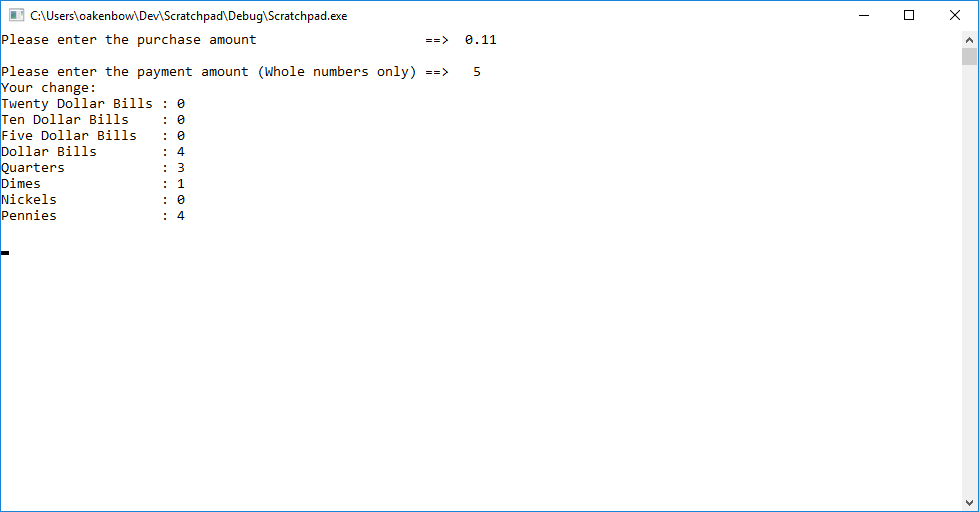 C:\Users\oakenbow\Dev\Scratchpad\Debug\Scratchpad.exe
Please enter the purchase amount                     ==>  0.11
Please enter the payment amount (Whole numbers only) ==>   5
Your change:
Twenty Dollar Bills : 0
Ten Dollar Bills    : 0
Five Dollar Bills   : 0
Dollar Bills        : 4
Quarters            : 3
Dimes               : 1
Nickels             : 0
Pennies             : 4